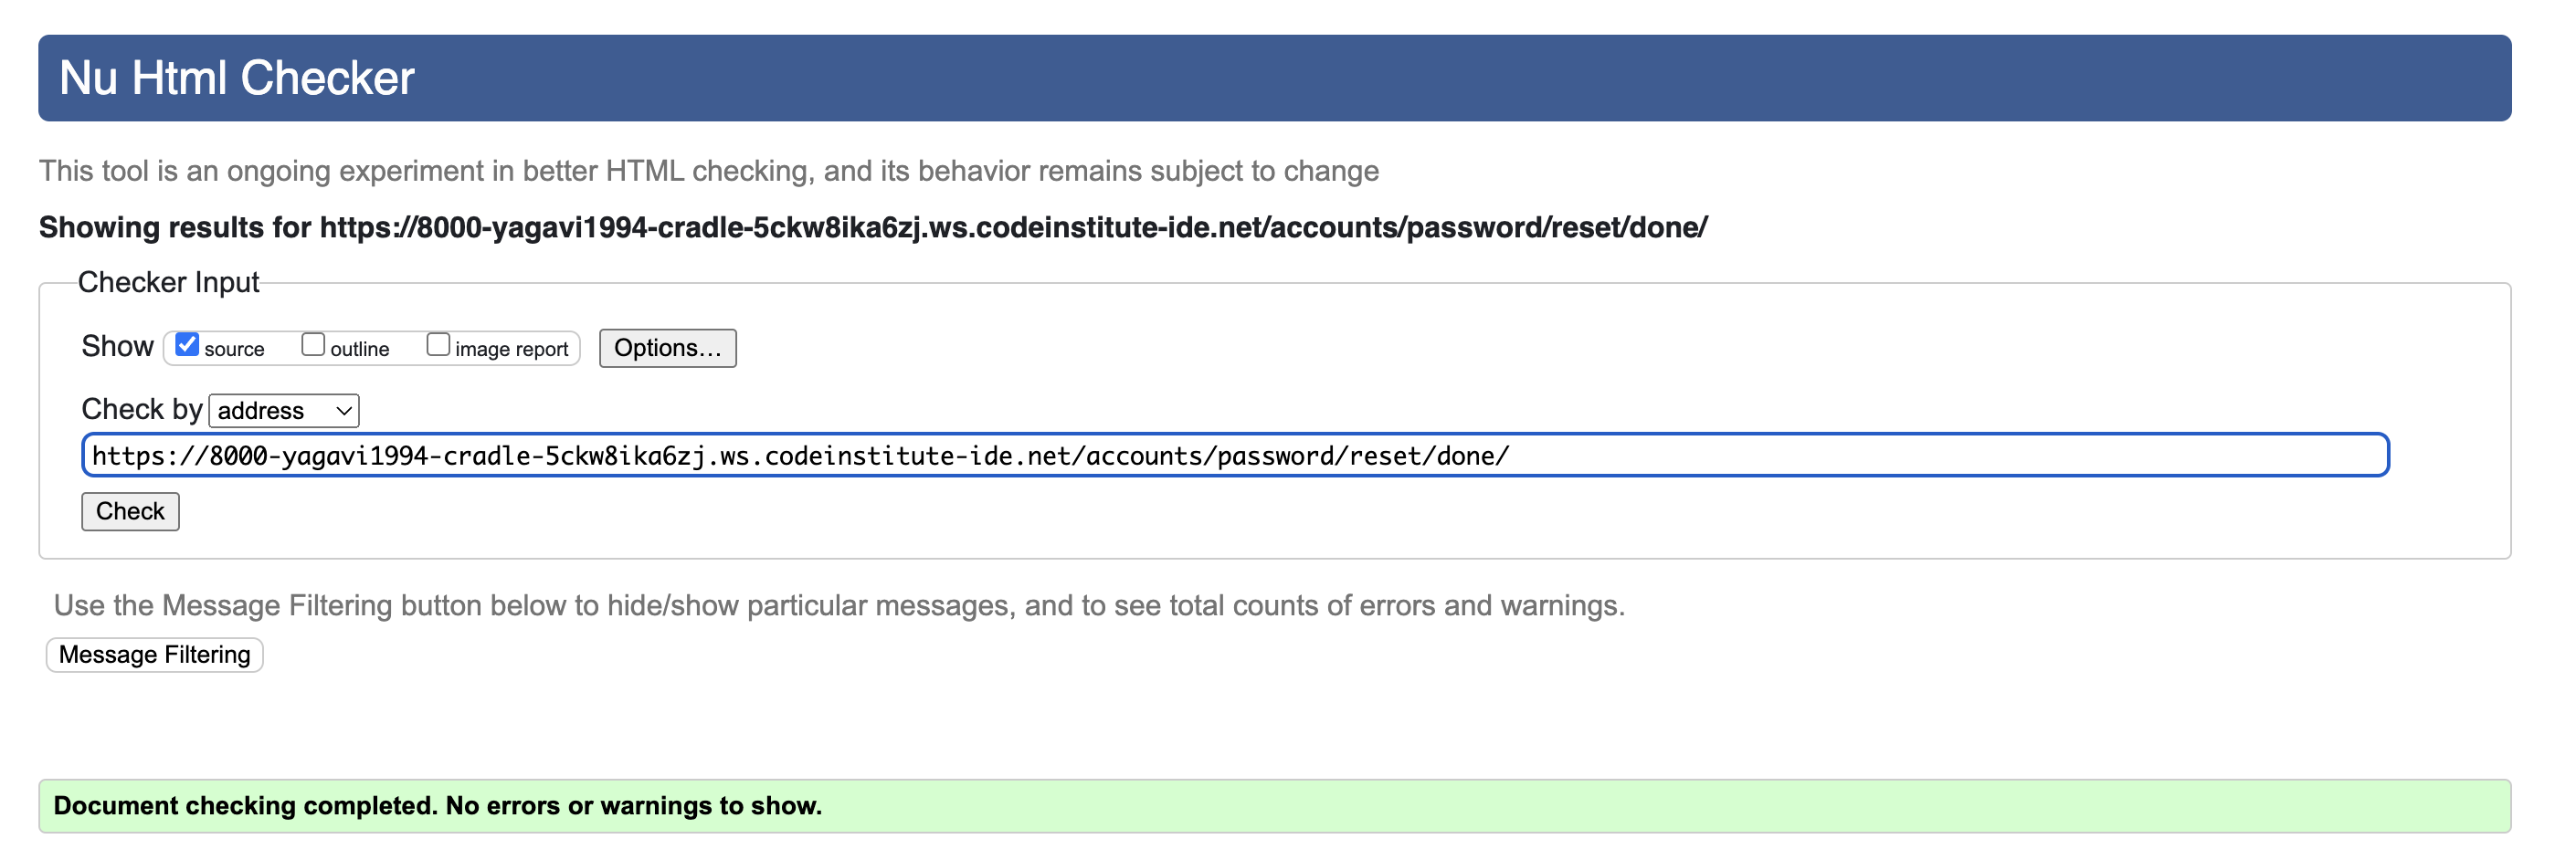 Nu Html Checker
This tool is an ongoing experiment in better HTML checking, and its behavior remains subject to change
Showing results for https://8000-yagavi1994-cradle-5ckw8ika6zj.ws.codeinstitute-ide.net/accounts/password/reset/done/
Checker Input
Show source outline image report Options...
Check by address
https://8000-yagavi1994-cradle-5ckw8ika6zj.ws.codeinstitute-ide.net/accounts/password/reset/done/
Check
Use the Message Filtering button below to hide/show particular messages, and to see total counts of errors and warnings.
Message Filtering
Document checking completed. No errors or warnings to show.